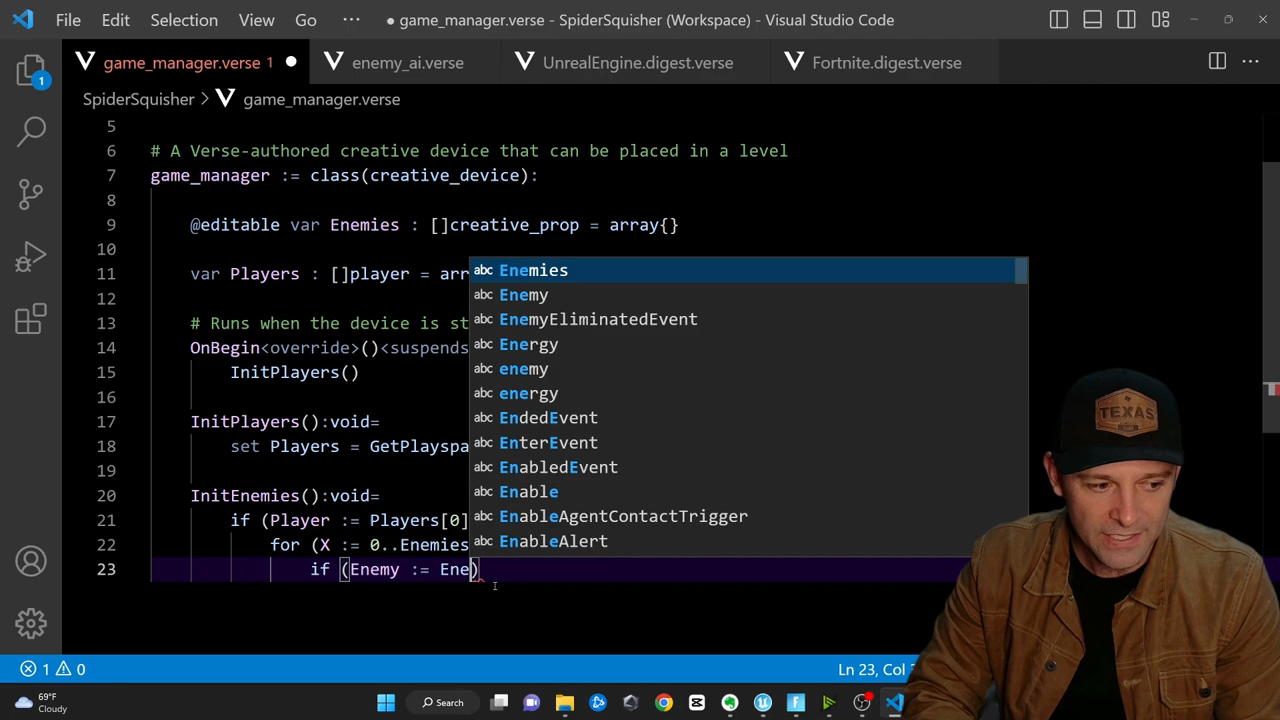 File Edit Selection View Go ··· ● game_manager.verse - SpiderSquisher (Workspace) - Visual Studio Code
game_manager.verse 1 ● enemy_ai.verse UnrealEngine.digest.verse Fortnite.digest.verse ···
1
SpiderSquisher > game_manager.verse
5
6 # A Verse-authored creative device that can be placed in a level
7 game_manager := class(creative_device):
8
9 @editable var Enemies : []creative_prop = array{}
10
11 var Players : []player = arr
12
13 # Runs when the device is st
14 OnBegin<override>()<suspends
15 InitPlayers()
16
17 InitPlayers():void=
18 set Players = GetPlayspa
19
20 InitEnemies():void=
21 if (Player := Players[0]
22 for (X := 0..Enemies
23 if (Enemy := Ene)
abc Enemies
abc Enemy
abc EnemyEliminatedEvent
abc Energy
abc enemy
abc energy
abc EndedEvent
abc EnterEvent
abc EnabledEvent
abc Enable
abc EnableAgentContactTrigger
abc EnableAlert
TEXAS
1 0 Ln 23, Col
69°F
Cloudy
Search